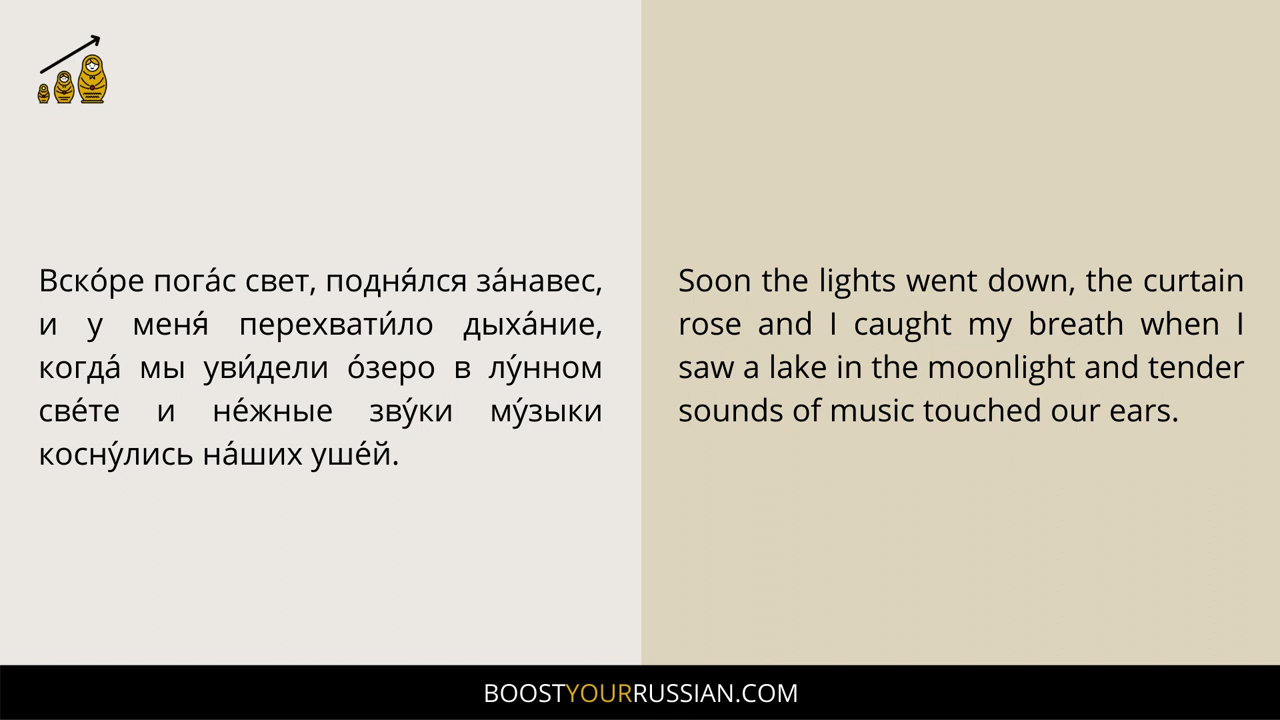 Вско́ре пога́с свет, подня́лся за́навес,
и у меня́ перехвати́ло дыха́ние,
когда́ мы уви́дели о́зеро в лу́нном
све́те и не́жные зву́ки му́зыки
косну́лись на́ших уше́й.
Soon the lights went down, the curtain
rose and I caught my breath when I
saw a lake in the moonlight and tender
sounds of music touched our ears.
BOOSTYOURRUSSIAN.COM